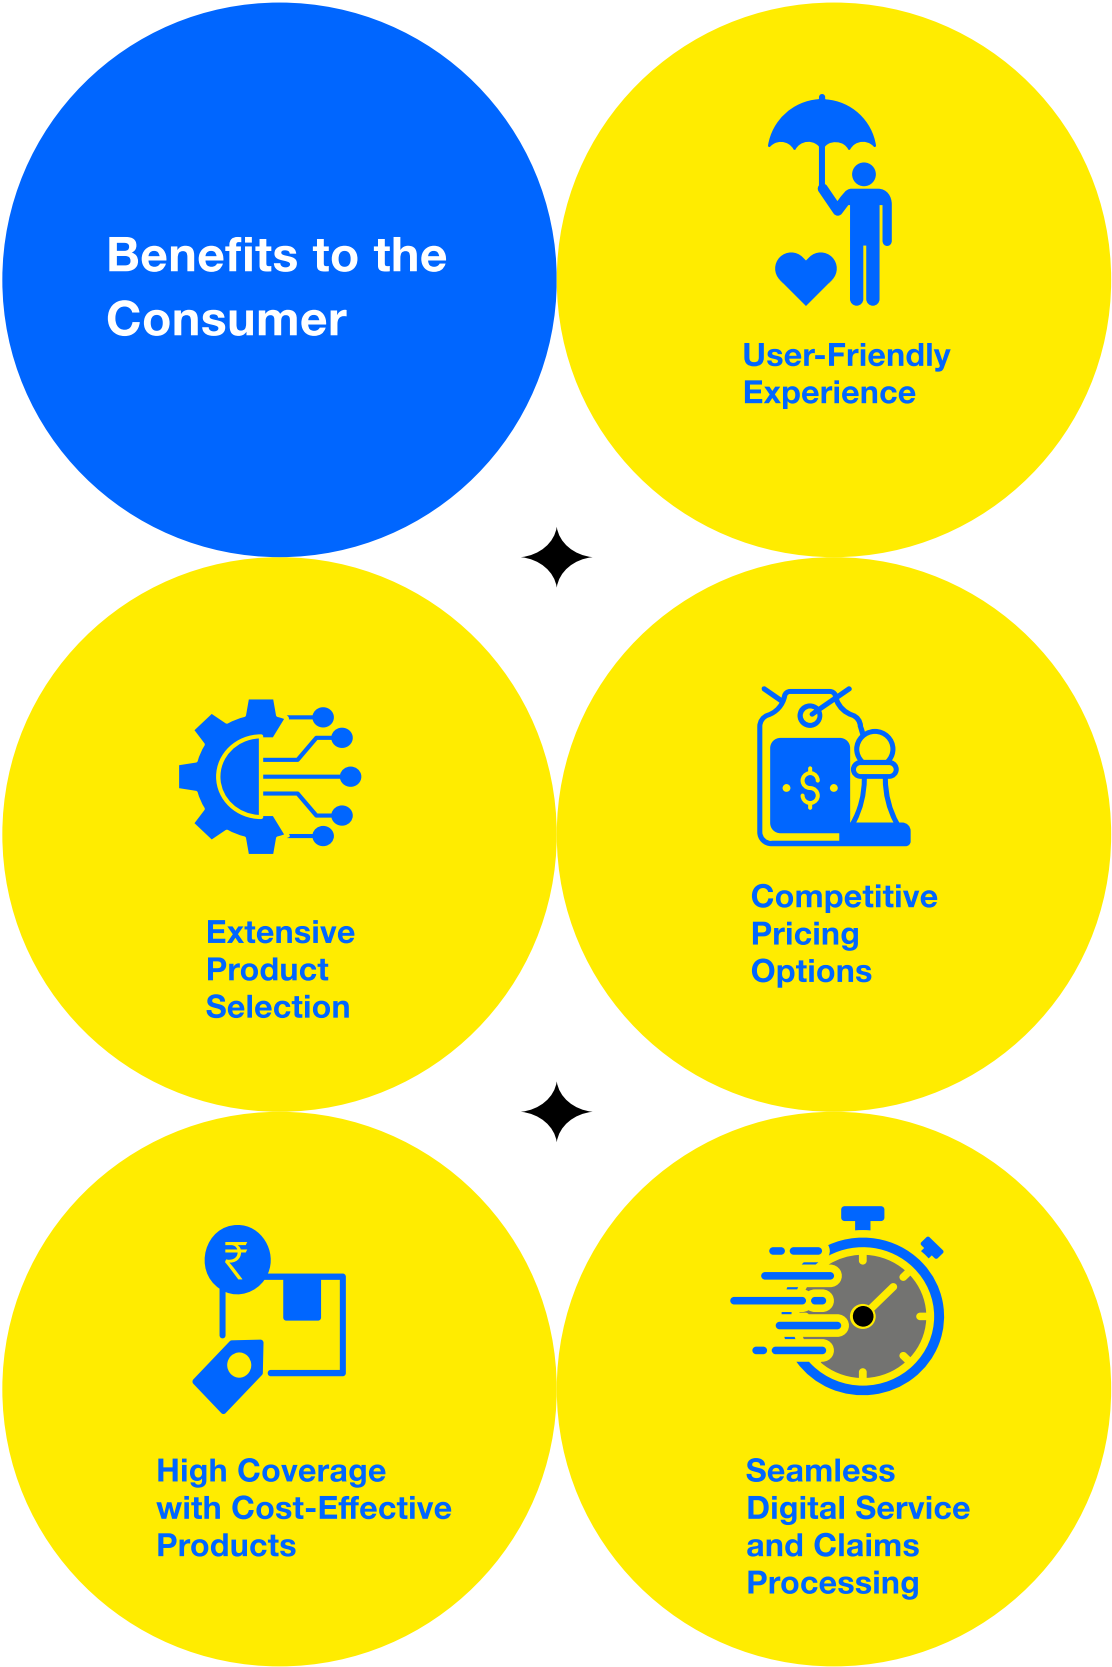 Benefits to the
Consumer
User-Friendly
Experience
$
Extensive
Product
Selection
Competitive
Pricing
Options
₹
High Coverage
with Cost-Effective
Products
Seamless
Digital Service
and Claims
Processing